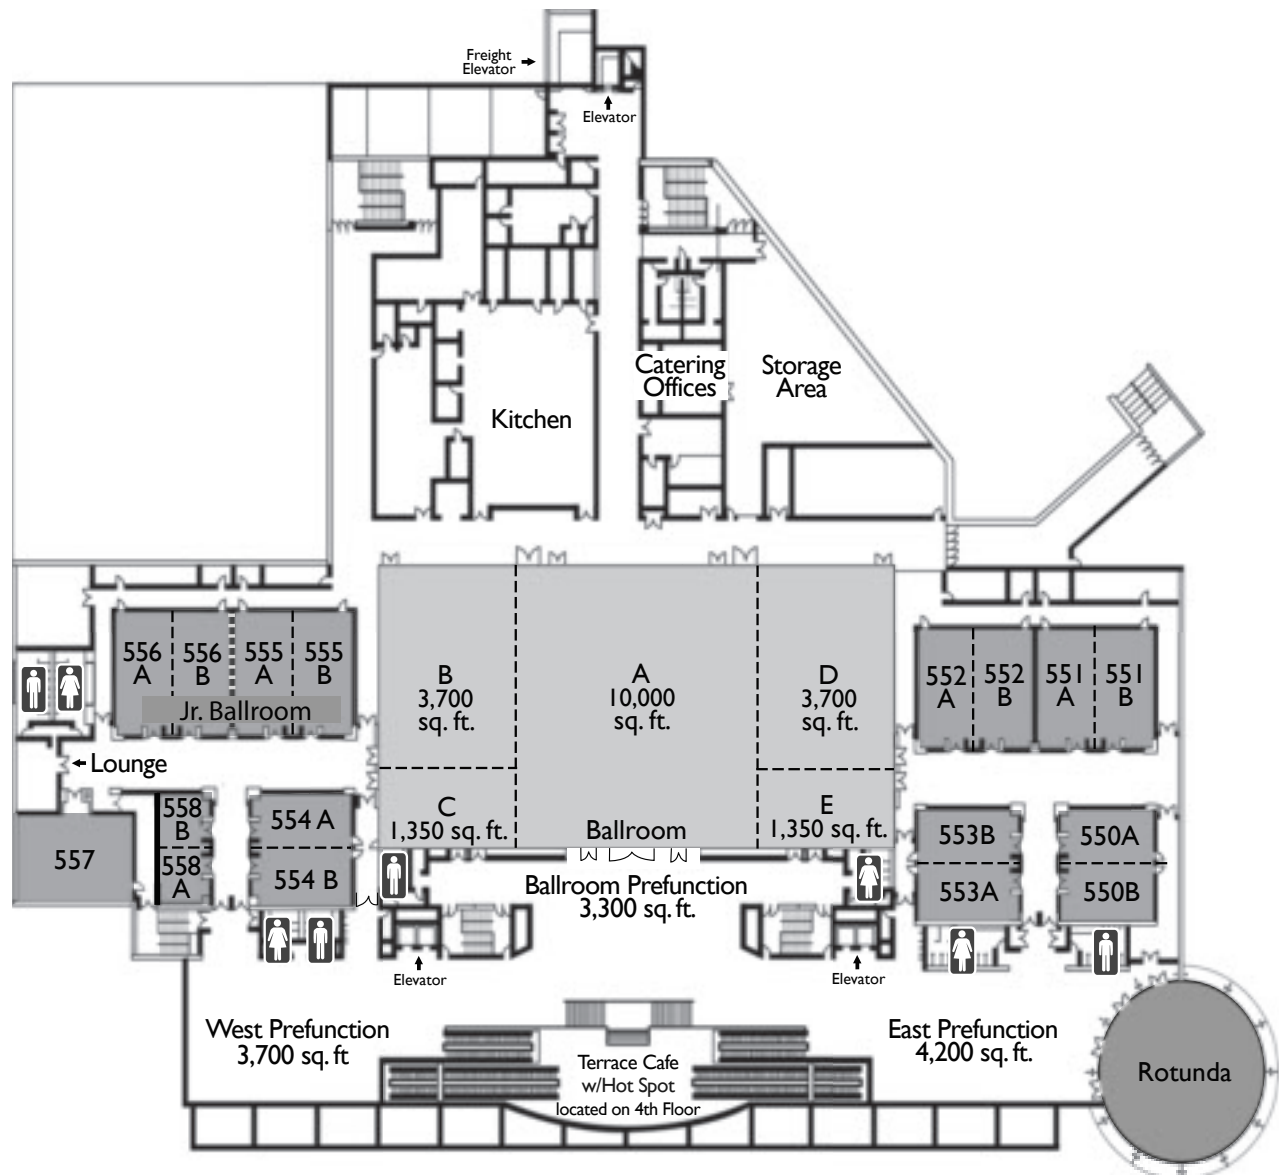 Freight
Elevator
Elevator
Catering
Offices
Storage
Area
Kitchen
556
A
556
B
555
A
555
B
Jr. Ballroom
B
3,700
sq. ft.
A
10,000
sq. ft.
D
3,700
sq. ft.
552
A
552
B
551
A
551
B
Lounge
C
1,350 sq. ft.
Ballroom
E
1,350 sq. ft.
558
B
558
A
554 A
554 B
557
553B
553A
550A
550B
Ballroom Prefunction
3,300 sq. ft.
Elevator
Elevator
West Prefunction
3,700 sq. ft
East Prefunction
4,200 sq. ft.
Terrace Cafe
w/Hot Spot
located on 4th Floor
Rotunda